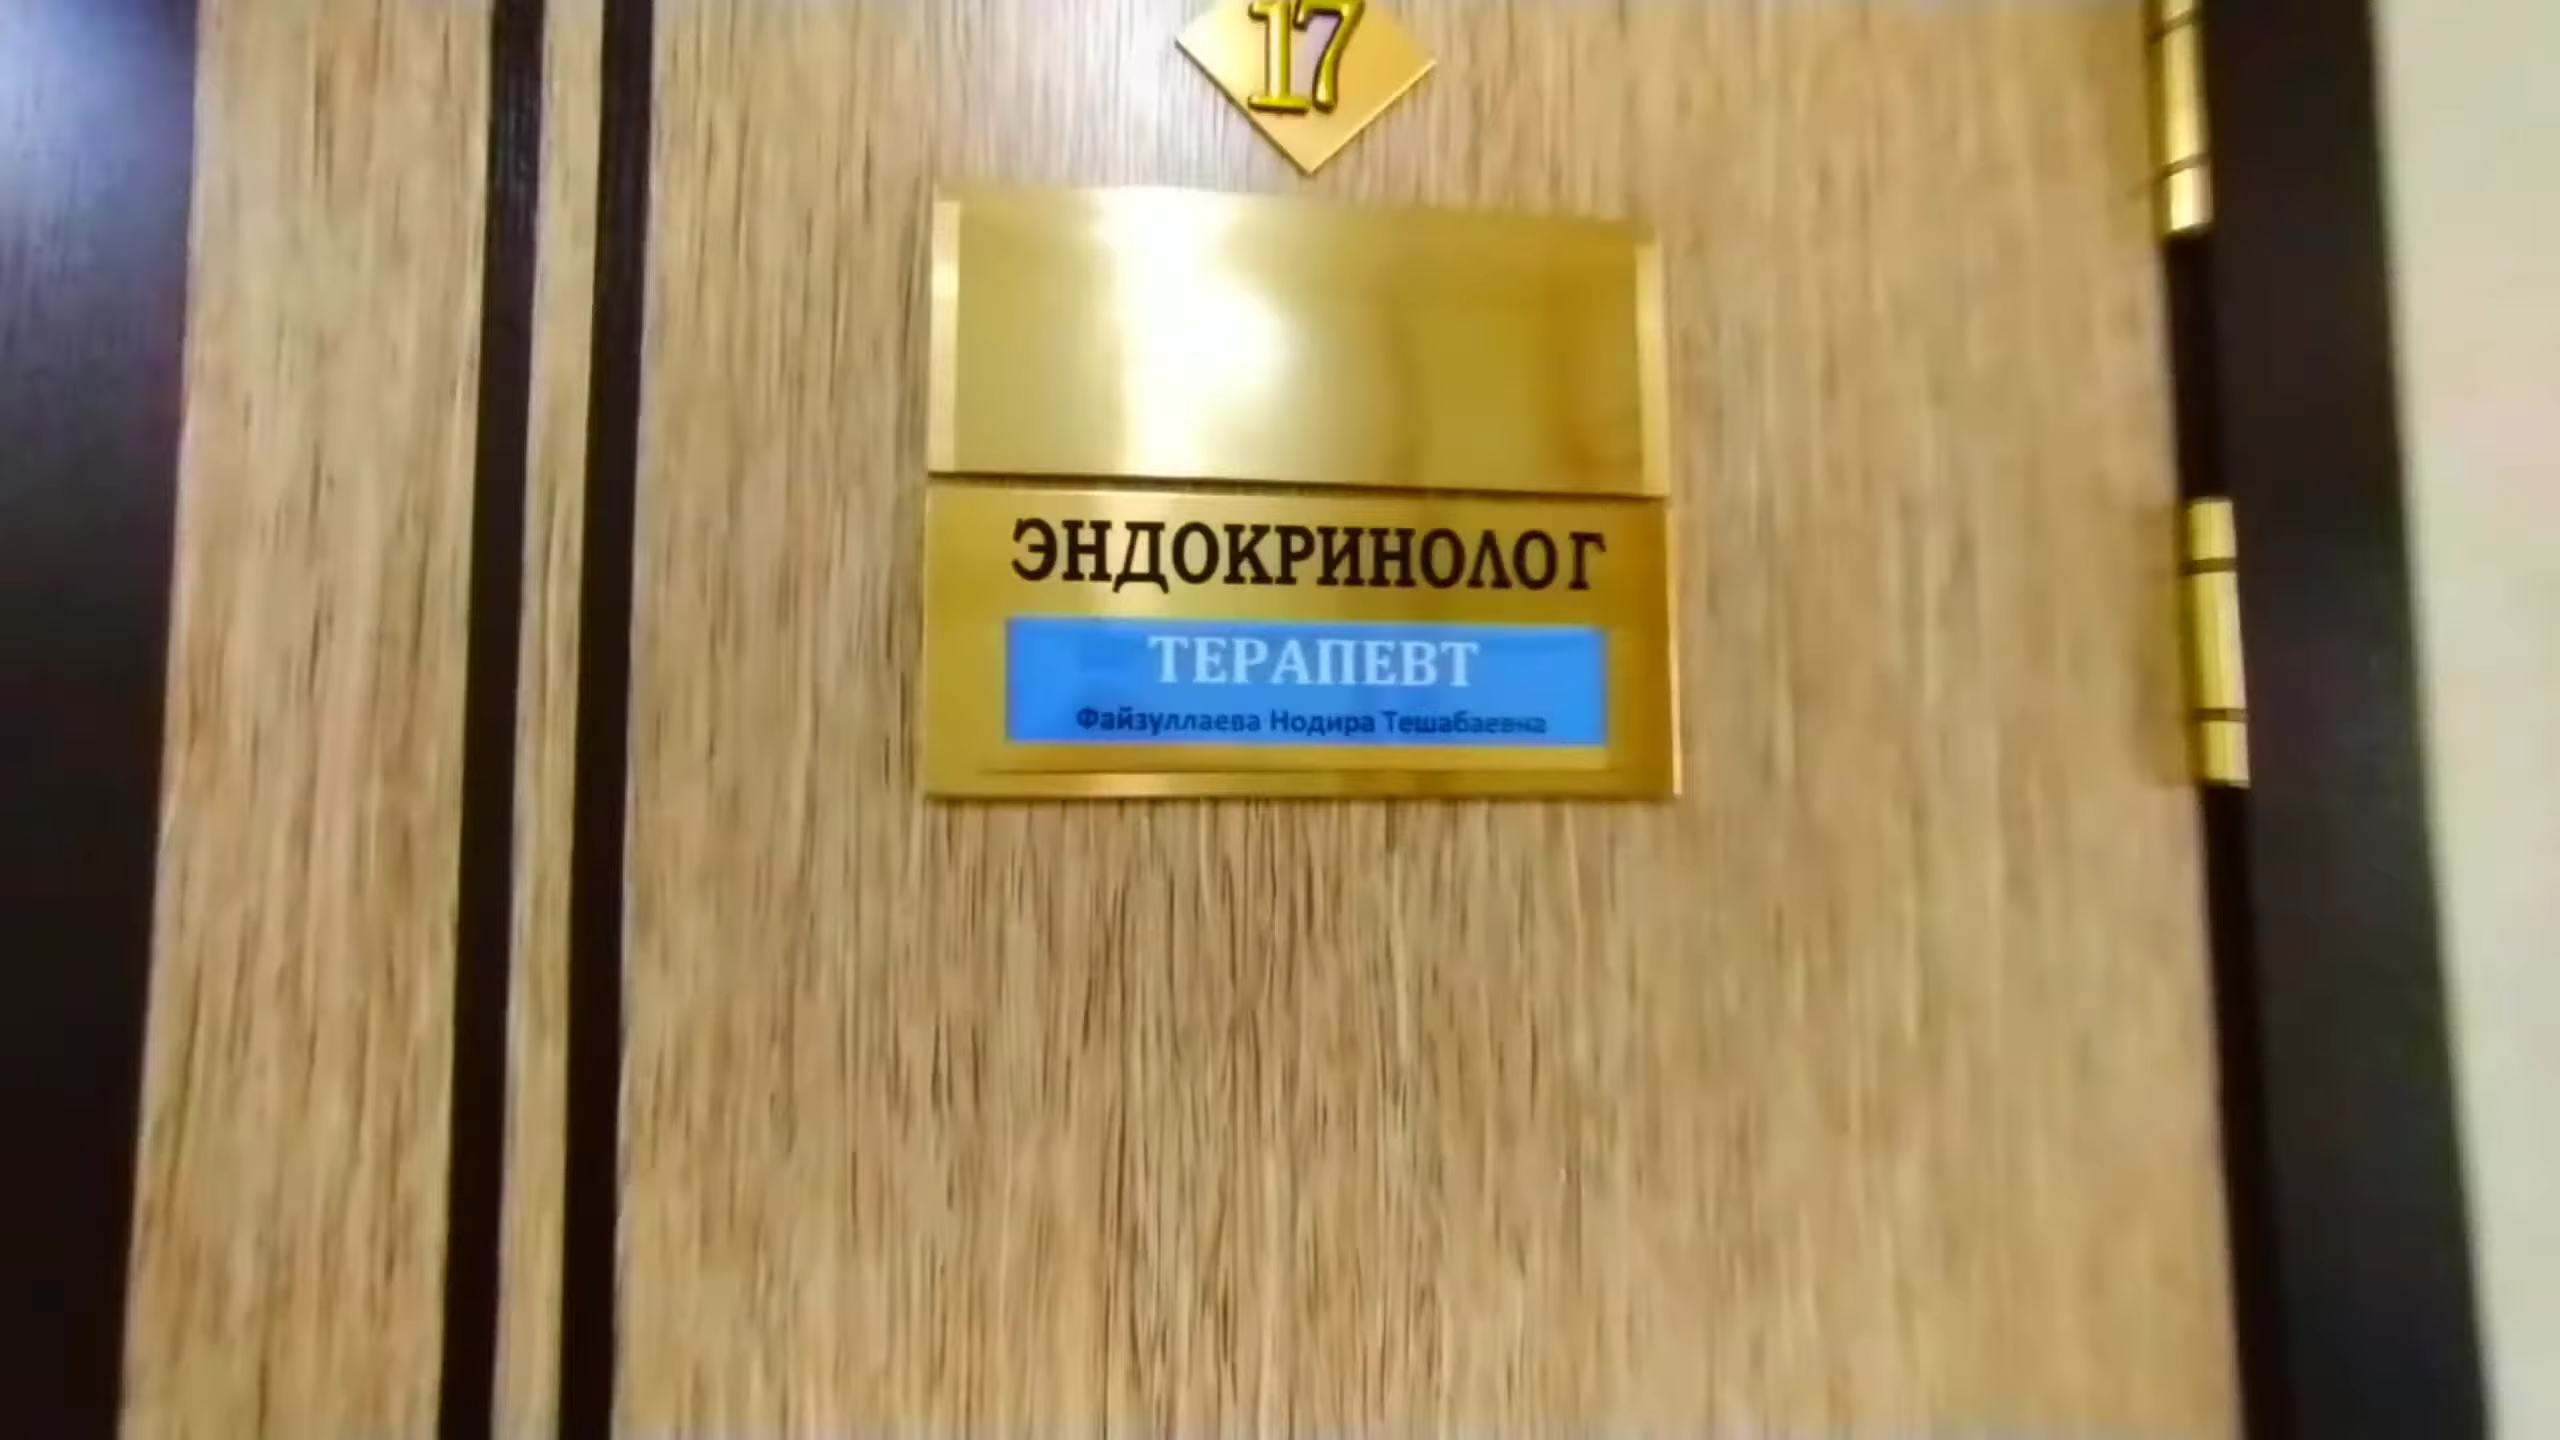 17
ЭНДОКРИНОЛОГ
ТЕРАПЕВТ
Файзуллаева Нодира Тешабаевна